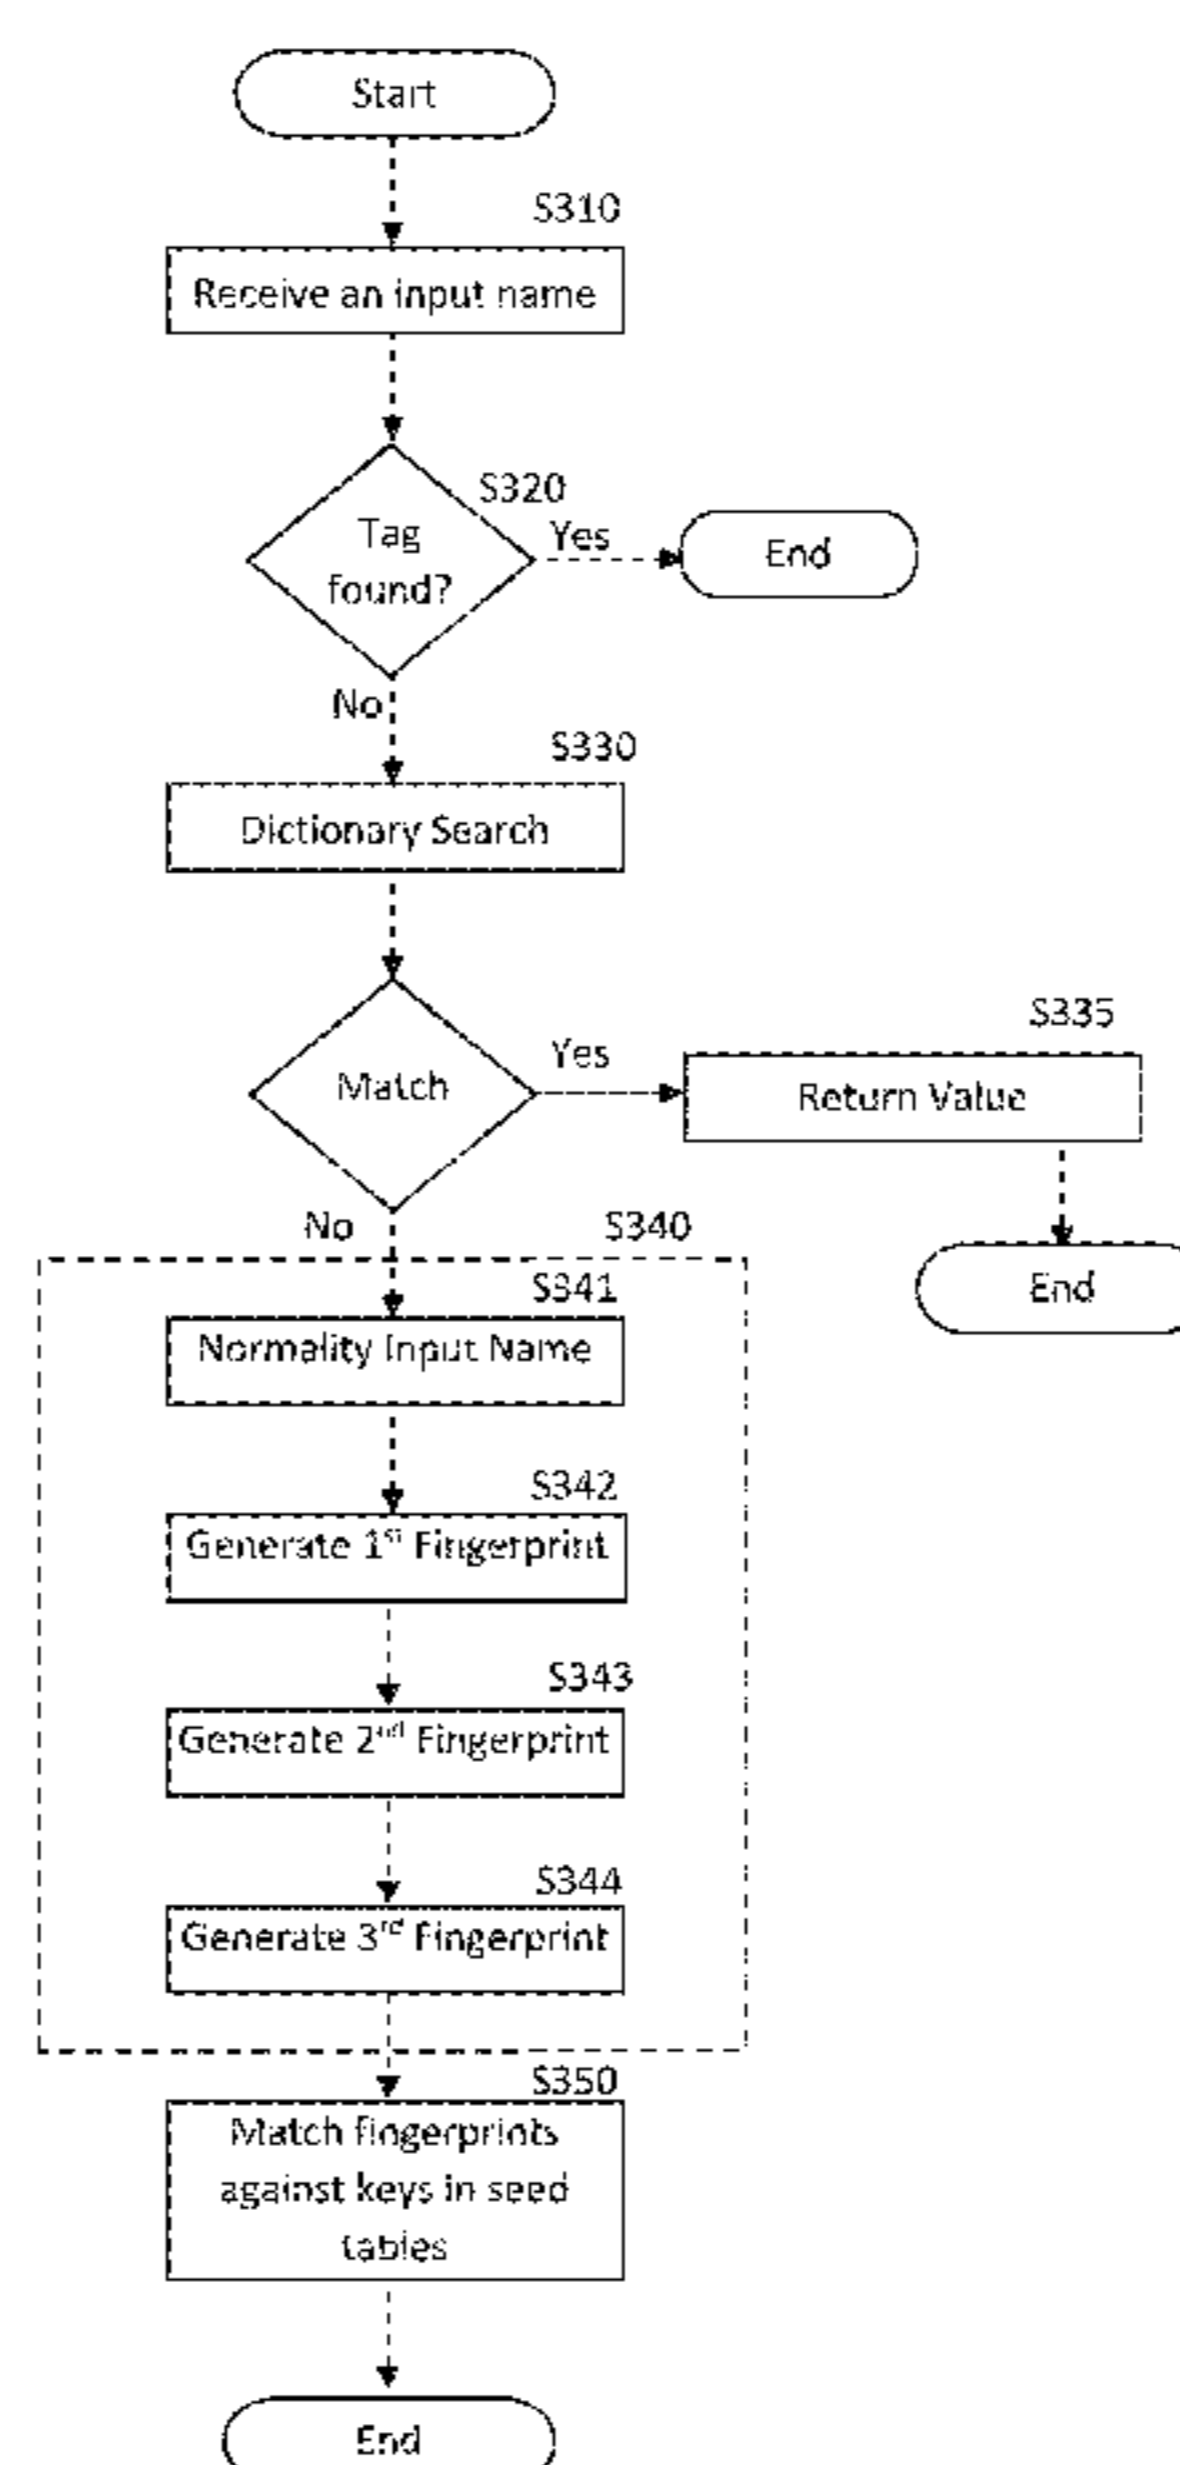 Start
S310
Receive an input name
S320
Tag
found?
Yes
End
No
S330
Dictionary Search
Match
Yes
S335
Return Value
End
No
S340
S341
Normality Input Name
S342
Generate 1st Fingerprint
S343
Generate 2nd Fingerprint
S344
Generate 3rd Fingerprint
S350
Match fingerprints
against keys in seed
tables
End